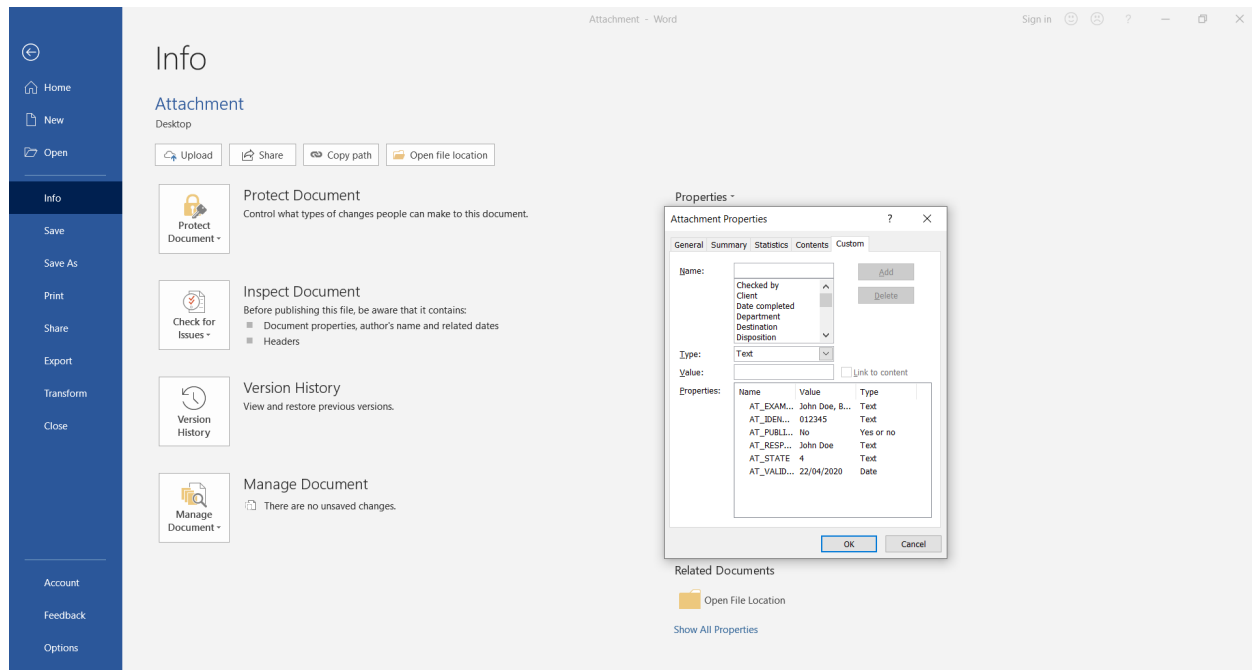 Attachment - Word
Sign in
?
Home
New
Open
Info
Save
Save As
Print
Share
Export
Transform
Close
Account
Feedback
Options
Info
Attachment
Desktop
Upload
Share
Copy path
Open file location
Protect Document
Protect Document
Control what types of changes people can make to this document.
Check for Issues
Inspect Document
Before publishing this file, be aware that it contains:
Document properties, author's name and related dates
Headers
Version History
Version History
View and restore previous versions.
Manage Document
Manage Document
There are no unsaved changes.
Properties
Attachment Properties ?
General Summary Statistics Contents Custom
Name: Add
Checked by
Client Delete
Date completed
Department
Destination
Disposition
Type: Text
Value: Link to content
Properties: Name Value Type
AT_EXAM... John Doe, B... Text
AT_IDEN... 012345 Text
AT_PUBLI... No Yes or no
AT_RESP... John Doe Text
AT_STATE 4 Text
AT_VALID... 22/04/2020 Date
OK Cancel
Related Documents
Open File Location
Show All Properties